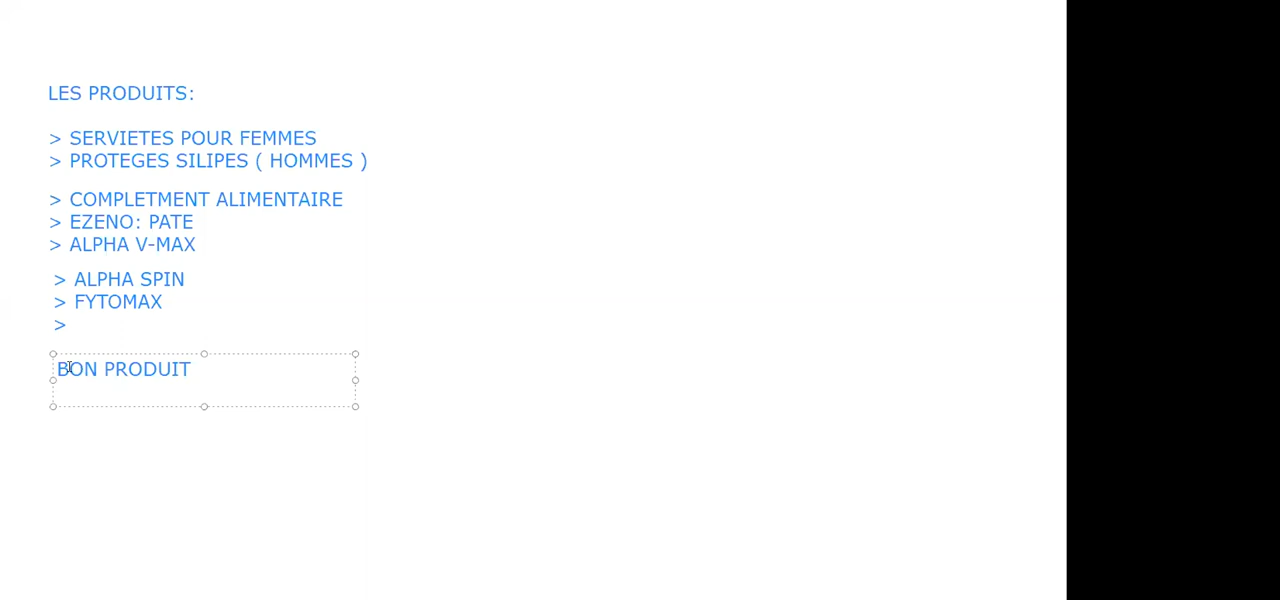 LES PRODUITS:
> SERVIETES POUR FEMMES
> PROTEGES SILIPES ( HOMMES )
> COMPLETMENT ALIMENTAIRE
> EZENO: PATE
> ALPHA V-MAX
> ALPHA SPIN
> FYTOMAX
>
BON PRODUIT